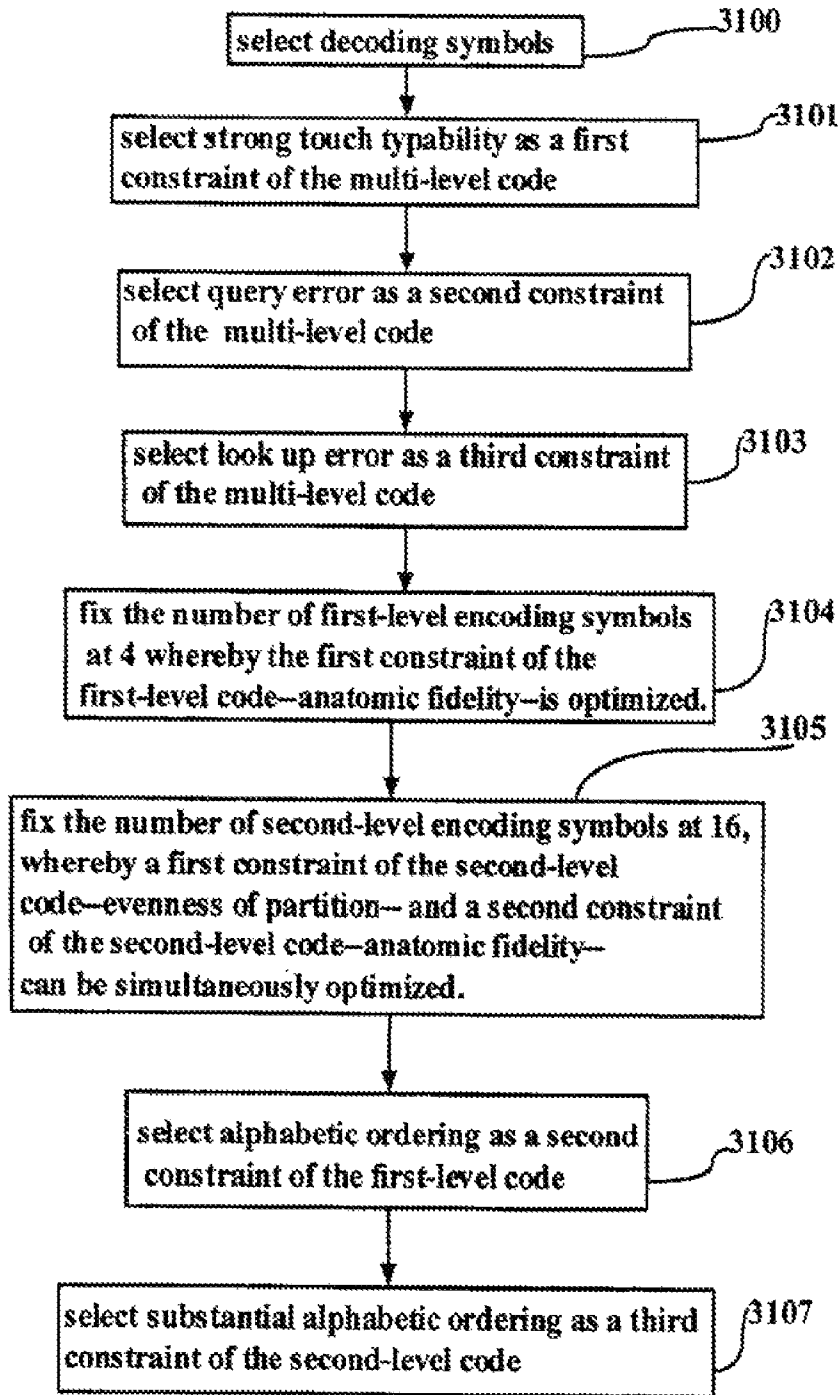 select decoding symbols
3100
select strong touch typability as a first
constraint of the multi-level code
3101
select query error as a second constraint
of the multi-level code
3102
select look up error as a third constraint
of the multi-level code
3103
fix the number of first-level encoding symbols
at 4 whereby the first constraint of the
first-level code--anatomic fidelity--is optimized.
3104
3105
fix the number of second-level encoding symbols at 16,
whereby a first constraint of the second-level
code--evenness of partition-- and a second constraint
of the second-level code--anatomic fidelity--
can be simultaneously optimized.
select alphabetic ordering as a second
constraint of the first-level code
3106
select substantial alphabetic ordering as a third
constraint of the second-level code
3107